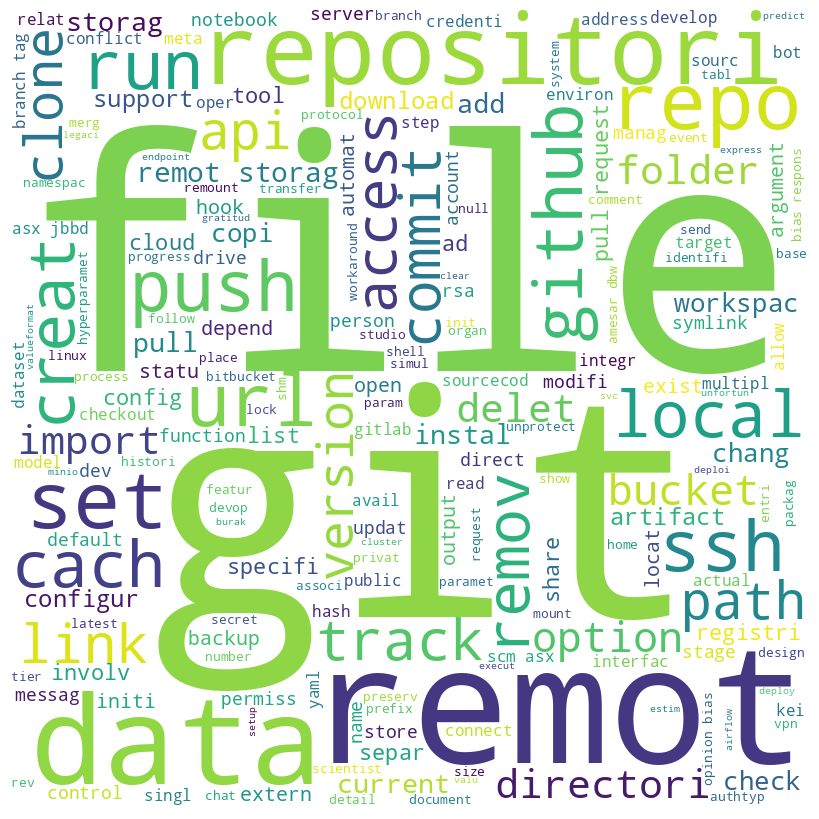 relat storag notebook server branch credenti address develop predict
branch tag conflict meta repositori system sourc bot
clone run support oper tool download add environ tabl
merg legaci api protocol step manag event repo
endpoint file access commit github express
namespac remot storag remount transfer automat account null pull request folder comment argument bias respons
asx jbbd hook gratitud copi ad send target base
creat cloud progress drive workaround clear rsa identifi
hyperparamet push follow person init organ amesar dbw workspac
valueformat depend studio shell symlink allow
dataset linux pull statu place simul integr
process bitbucket shm open sourcecod modifi exist multipl
config uri lock param delet svc unfortun local
checkout function list version gitlab instal unprotect
import git chang
model minio dev histori direct deploi bucket
set featur avail read show entri packag
devop output request artifact
default burak updat cluster remov ssh
cach specifi privat home locat actual
configur associ public paramet share path
hash mount
latest secret track option registri
link backup scm asx execut stage design
tier number interfac
involv permiss yaml preserv deploy
messag initi data prefix remot estim kei
setup name store connect opinion bias airflow vpn
separ
rev scientist size directori check
control singl chat extern current valu authtyp
detail document